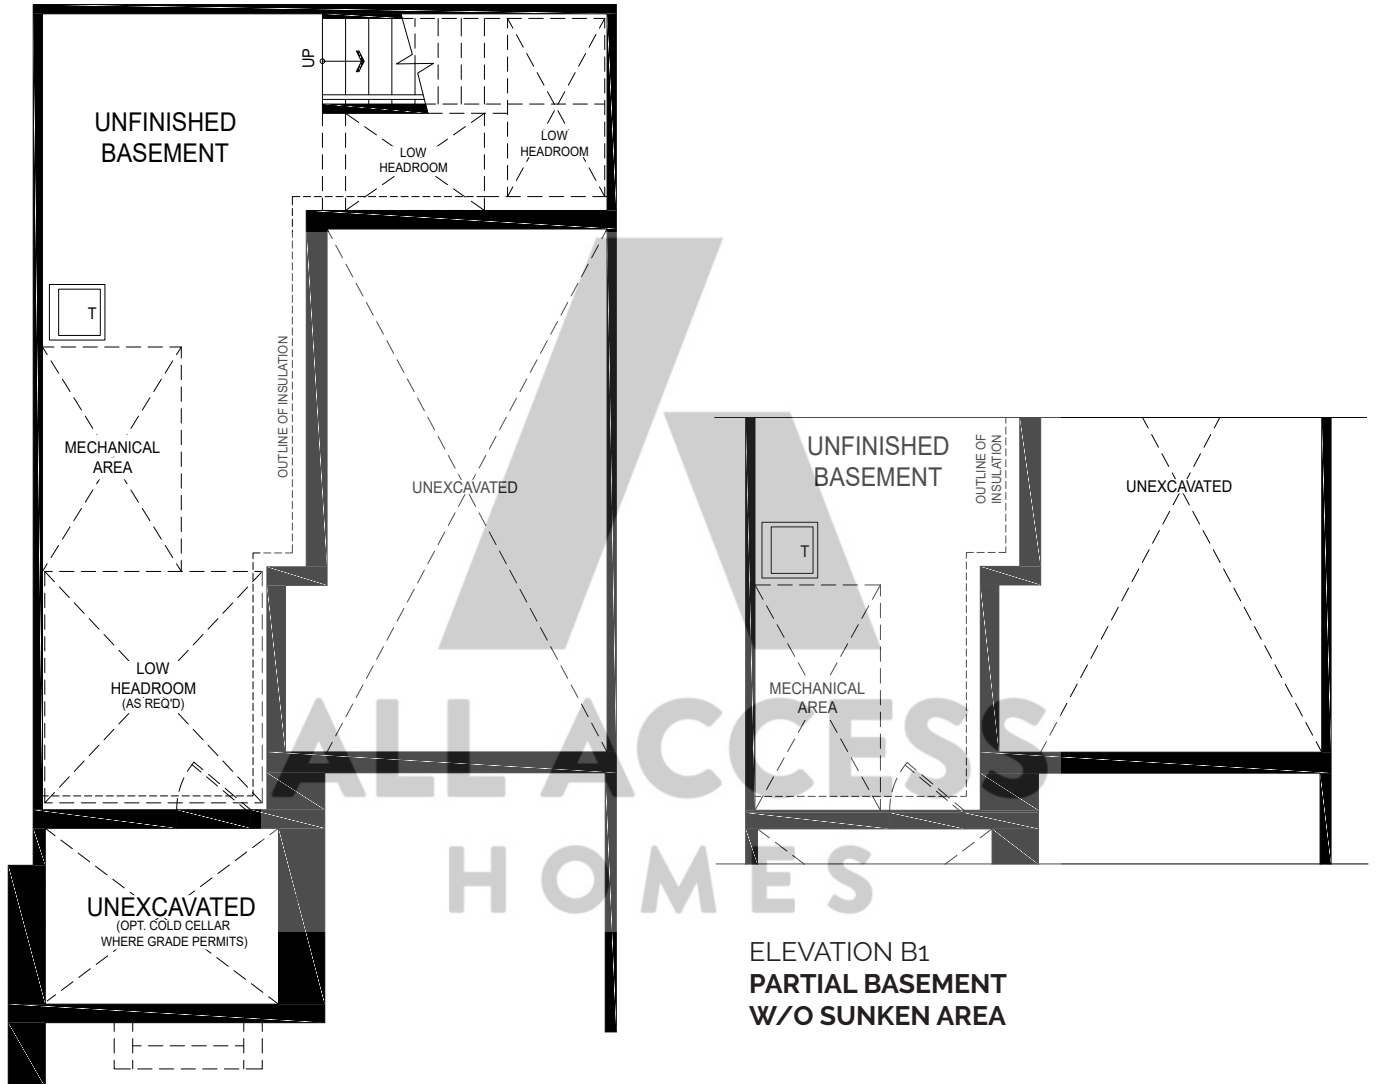 UP
UNFINISHED
BASEMENT
LOW
HEADROOM
LOW
HEADROOM
T
OUTLINE OF INSULATION
MECHANICAL
AREA
UNEXCAVATED
LOW
HEADROOM
(AS REQ'D)
UNEXCAVATED
(OPT. COLD CELLAR
WHERE GRADE PERMITS)
UNFINISHED
BASEMENT
OUTLINE OF
INSULATION
UNEXCAVATED
T
MECHANICAL
AREA
ALL ACCESS
HOMES
ELEVATION B1
PARTIAL BASEMENT
W/O SUNKEN AREA